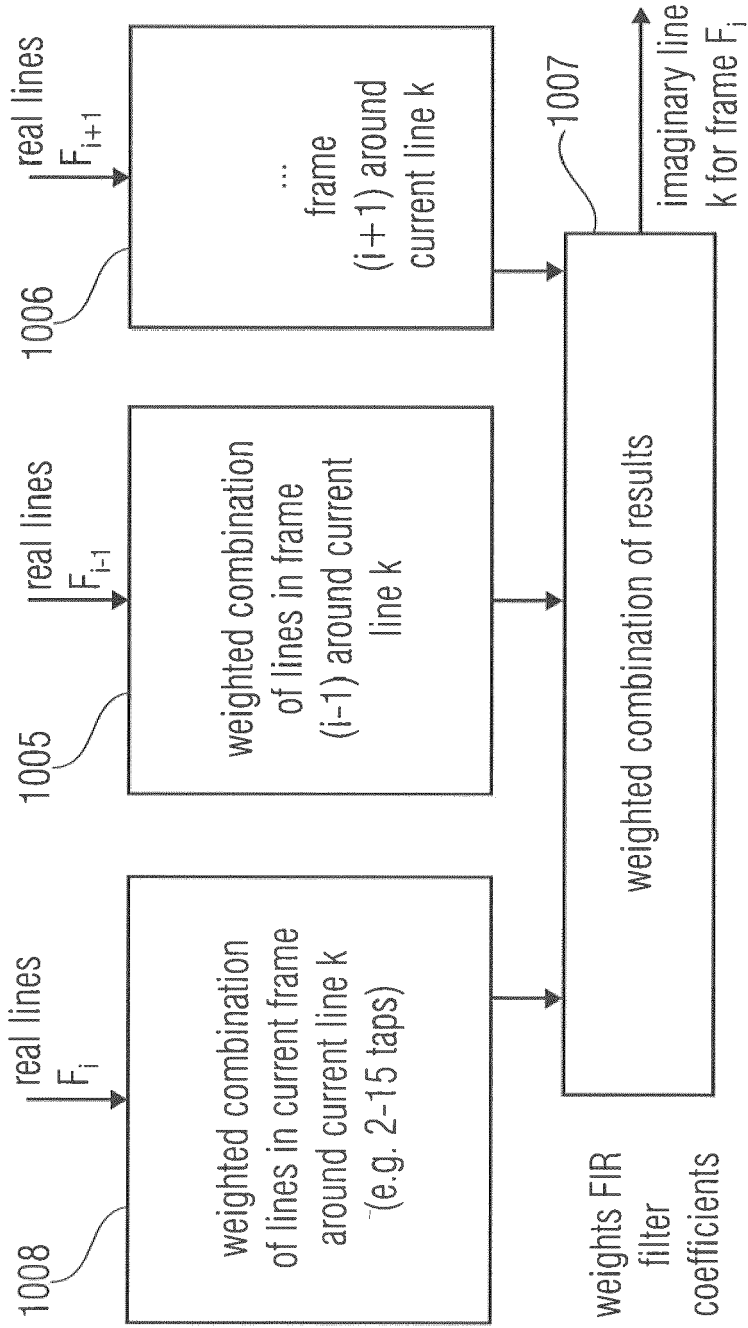 1008
real lines
F_i
weighted combination
of lines in current frame
around current line k
(e.g. 2-15 taps)
1005
real lines
F_{i-1}
weighted combination
of lines in frame
(i-1) around current
line k
1006
real lines
F_{i+1}
...
frame
(i+1) around
current line k
weights FIR
filter
coefficients
weighted combination of results
1007
imaginary line
k for frame F_i